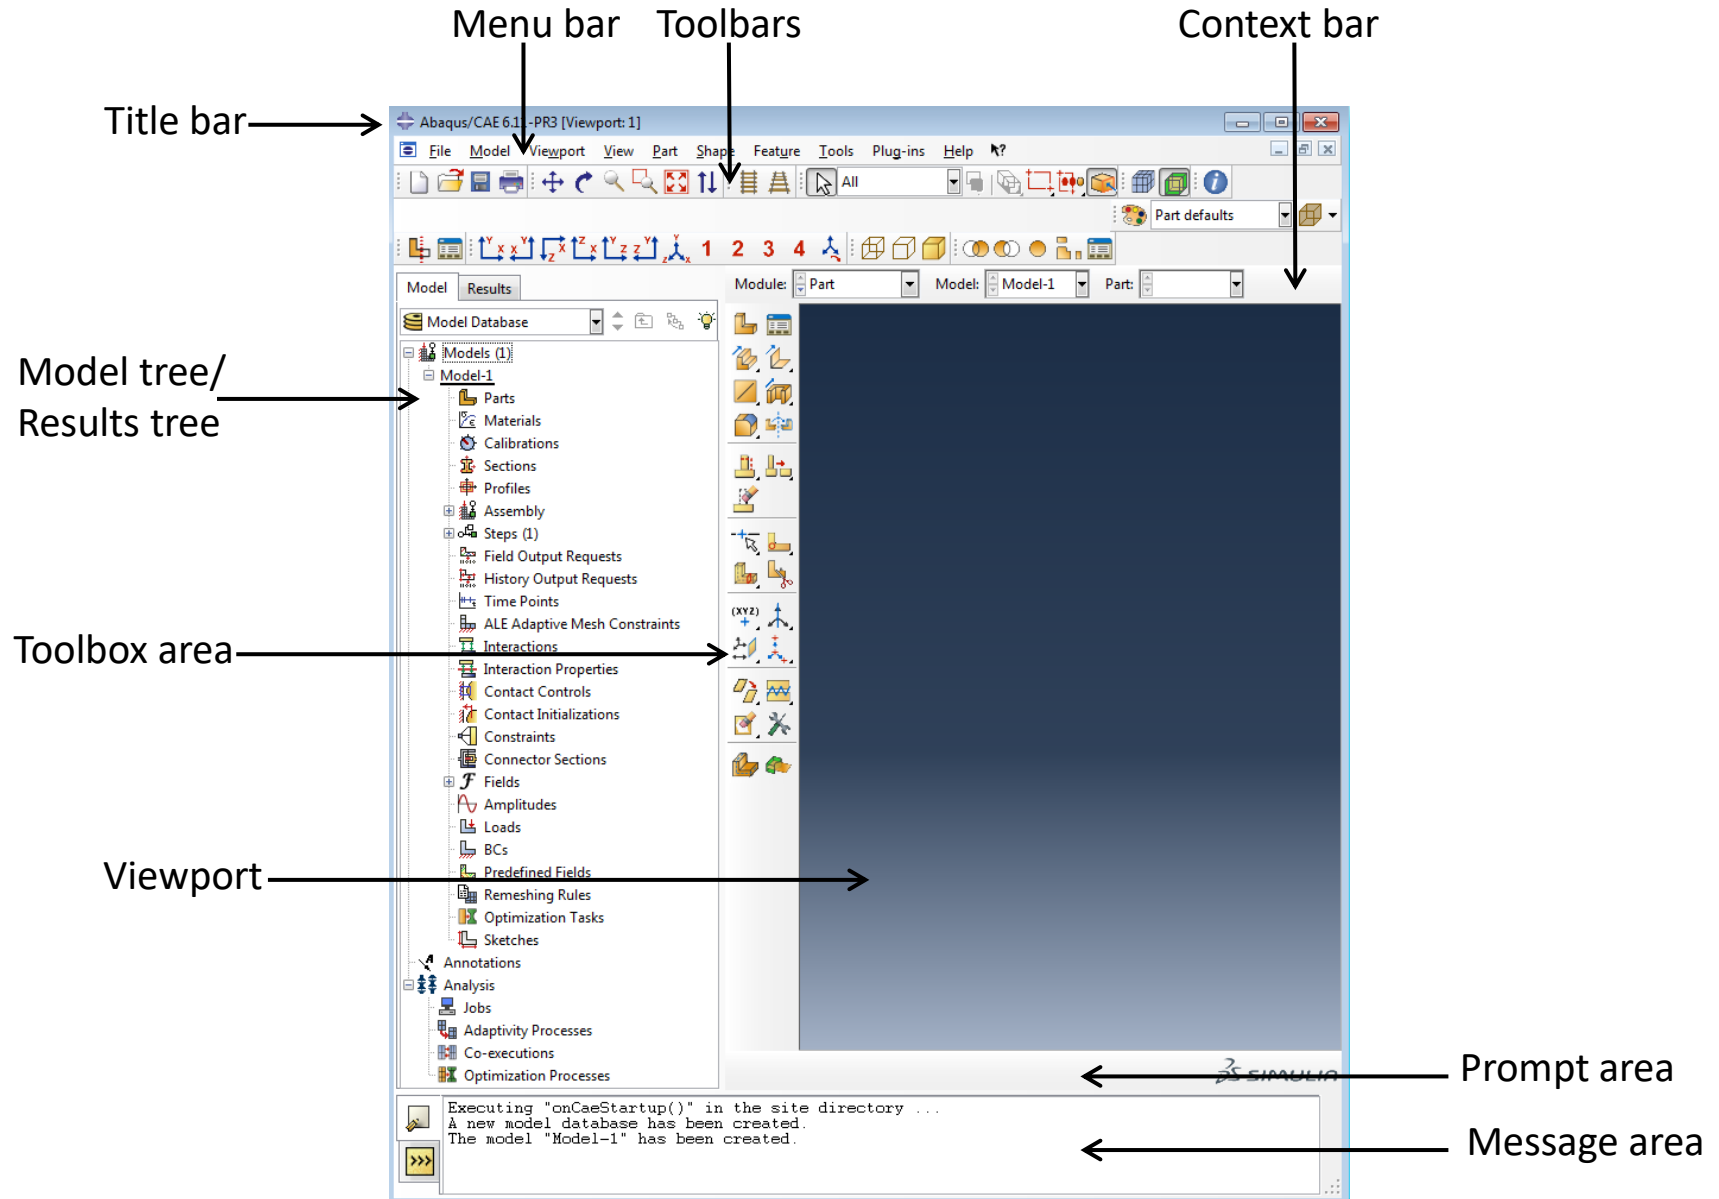 Menu bar Toolbars Context bar
Title bar
Abaqus/CAE 6.11-PR3 [Viewport: 1]
File Model Viewport View Part Shape Feature Tools Plug-ins Help
All
Part defaults
1 2 3 4
Model Results
Module: Part Model: Model-1 Part:
Model Database
Models (1)
Model-1
Parts
Materials
Calibrations
Sections
Profiles
Assembly
Steps (1)
Field Output Requests
History Output Requests
Time Points
ALE Adaptive Mesh Constraints
Interactions
Interaction Properties
Contact Controls
Contact Initializations
Constraints
Connector Sections
Fields
Amplitudes
Loads
BCs
Predefined Fields
Remeshing Rules
Optimization Tasks
Sketches
Annotations
Analysis
Jobs
Adaptivity Processes
Co-executions
Optimization Processes
(XYZ)
Model tree/
Results tree
Toolbox area
Viewport
SIMULIA
Prompt area
Executing "onCaeStartup()" in the site directory ...
A new model database has been created.
The model "Model-1" has been created.
>>>
Message area